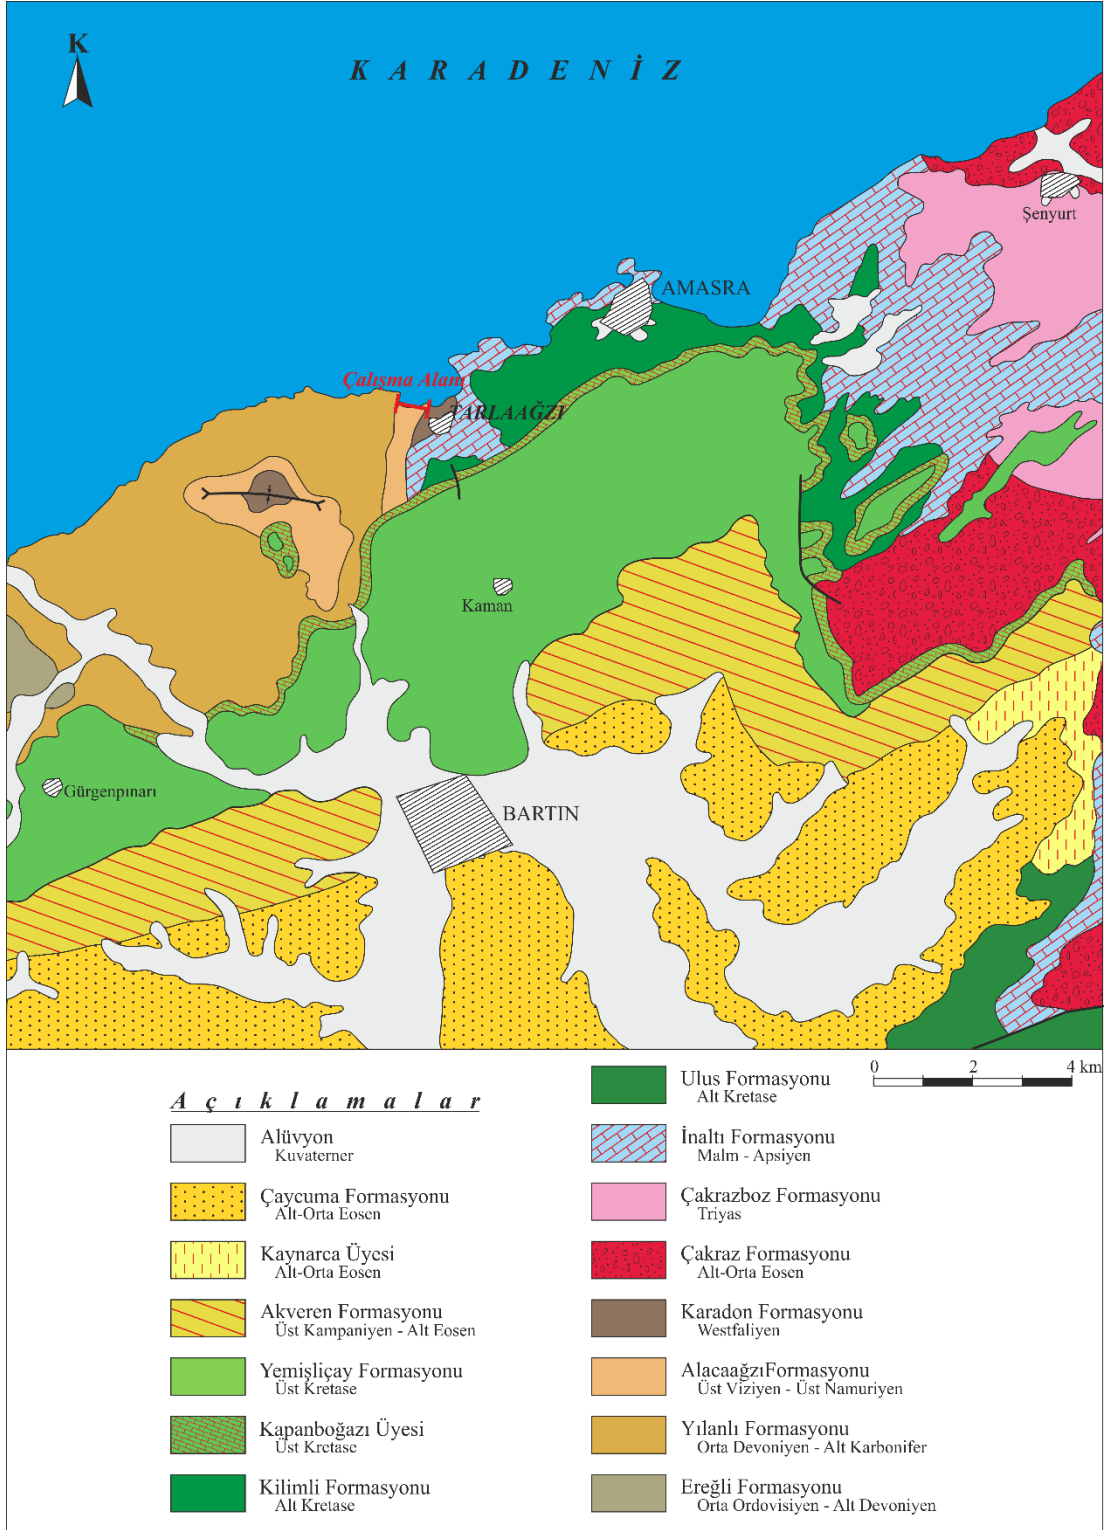 K
K A R A D E N İ Z
Şenyurt
AMASRA
Çalışma Alanı
TARLAAĞZI
Kaman
Gürgenpınarı
BARTIN
0 2 4 km
A ç ı k l a m a l a r
Alüvyon
Kuvaterner
Çaycuma Formasyonu
Alt-Orta Eosen
Kaynarca Üyesi
Alt-Orta Eosen
Akveren Formasyonu
Üst Kampaniyen - Alt Eosen
Yemişliçay Formasyonu
Üst Kretase
Kapanboğazı Üyesi
Üst Kretase
Kilimli Formasyonu
Alt Kretase
Ulus Formasyonu
Alt Kretase
İnaltı Formasyonu
Malm - Apsiyen
Çakrazboz Formasyonu
Triyas
Çakraz Formasyonu
Alt-Orta Eosen
Karadon Formasyonu
Westfaliyen
AlacaağzıFormasyonu
Üst Viziyen - Üst Namuriyen
Yılanlı Formasyonu
Orta Devoniyen - Alt Karbonifer
Ereğli Formasyonu
Orta Ordovisiyen - Alt Devoniyen